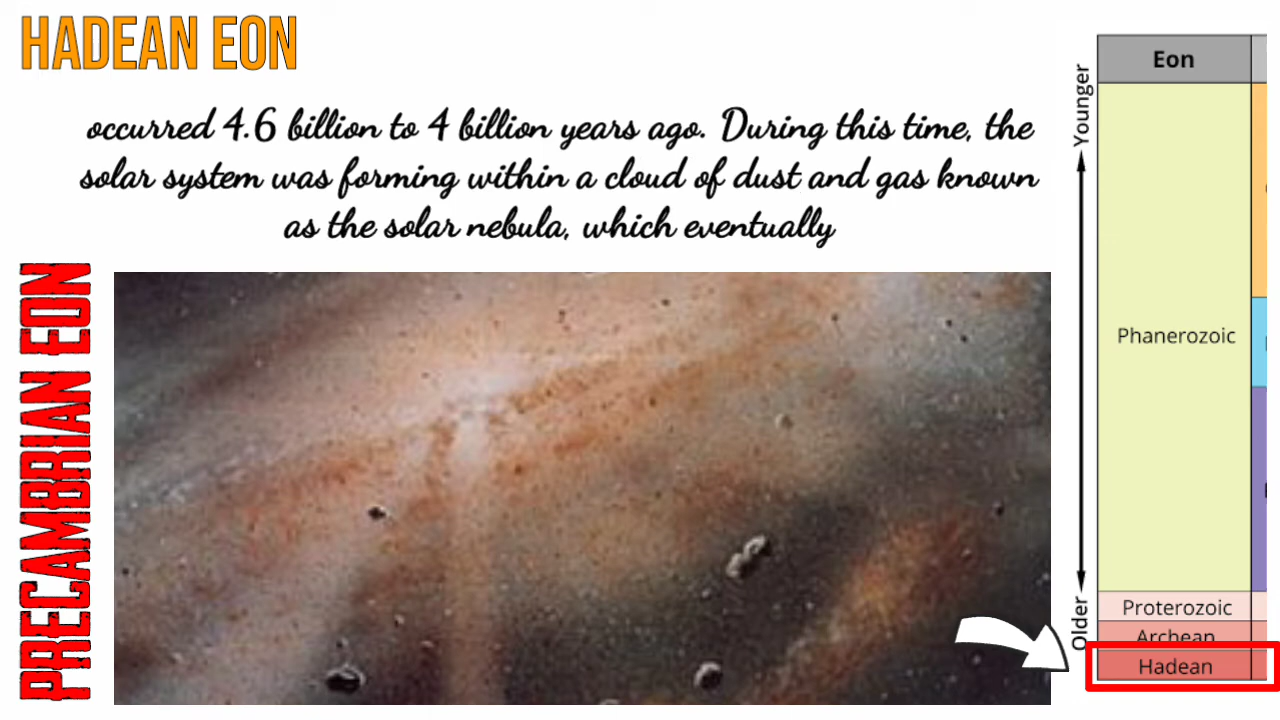 HADEAN EON
occurred 4.6 billion to 4 billion years ago. During this time, the
solar system was forming within a cloud of dust and gas known
as the solar nebula, which eventually
PRECAMBRIAN EON
Younger
Older
Eon
Phanerozoic
Proterozoic
Archean
Hadean